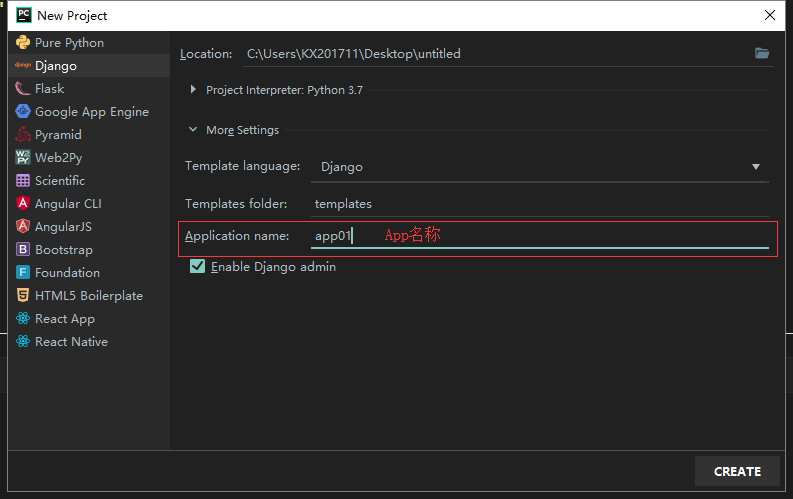 New Project
Pure Python
Django
Flask
Google App Engine
Pyramid
Web2Py
Scientific
Angular CLI
AngularJS
Bootstrap
Foundation
HTML5 Boilerplate
React App
React Native
Location: C:\Users\KX201711\Desktop\untitled
Project Interpreter: Python 3.7
More Settings
Template language: Django
Templates folder: templates
Application name: app01 App名称
Enable Django admin
CREATE